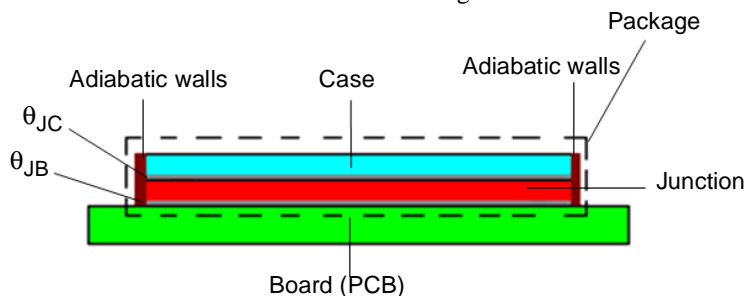 Package
Adiabatic walls
Case
Adiabatic walls
θJC
θJB
Junction
Board (PCB)